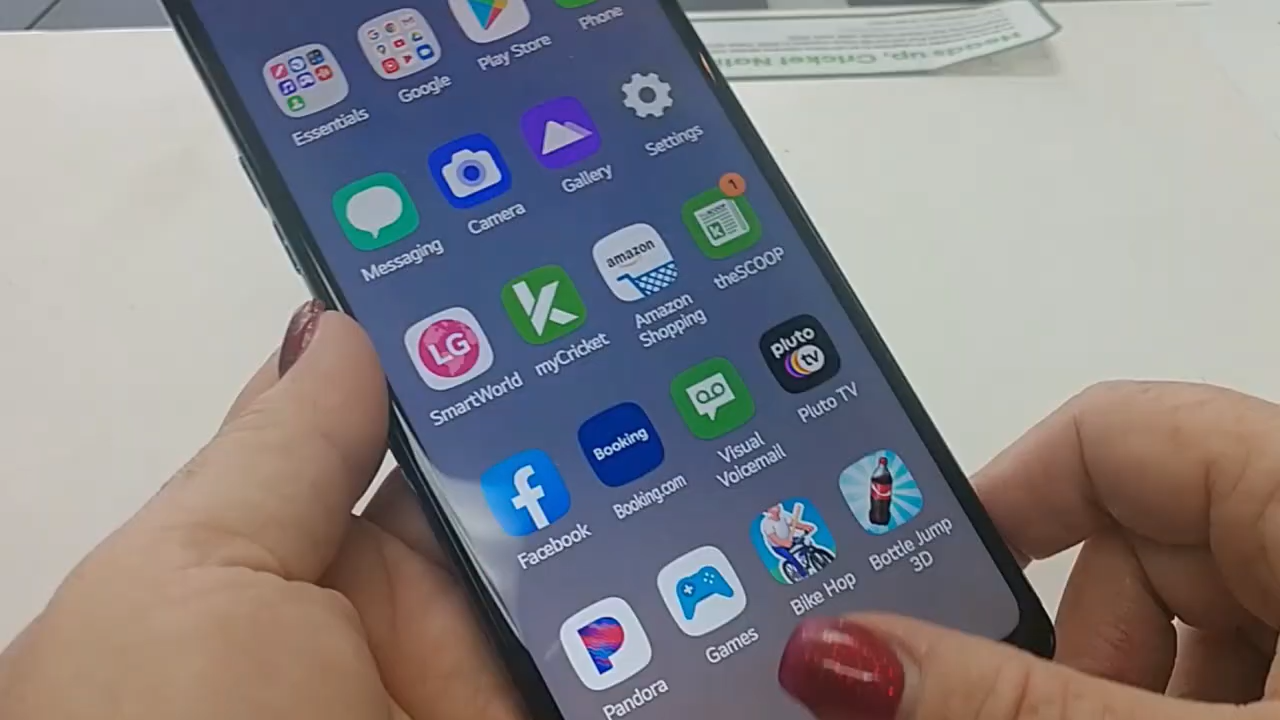 Heads up, Cricket
Essentials
Google
Play Store
Phone
Messaging
Camera
Gallery
Settings
LG
SmartWorld
myCricket
amazon
Amazon
Shopping
1
theSCOOP
Facebook
Booking
Booking.com
Visual
Voicemail
pluto
tv
Pluto TV
Pandora
Games
Bike Hop
Bottle Jump
3D